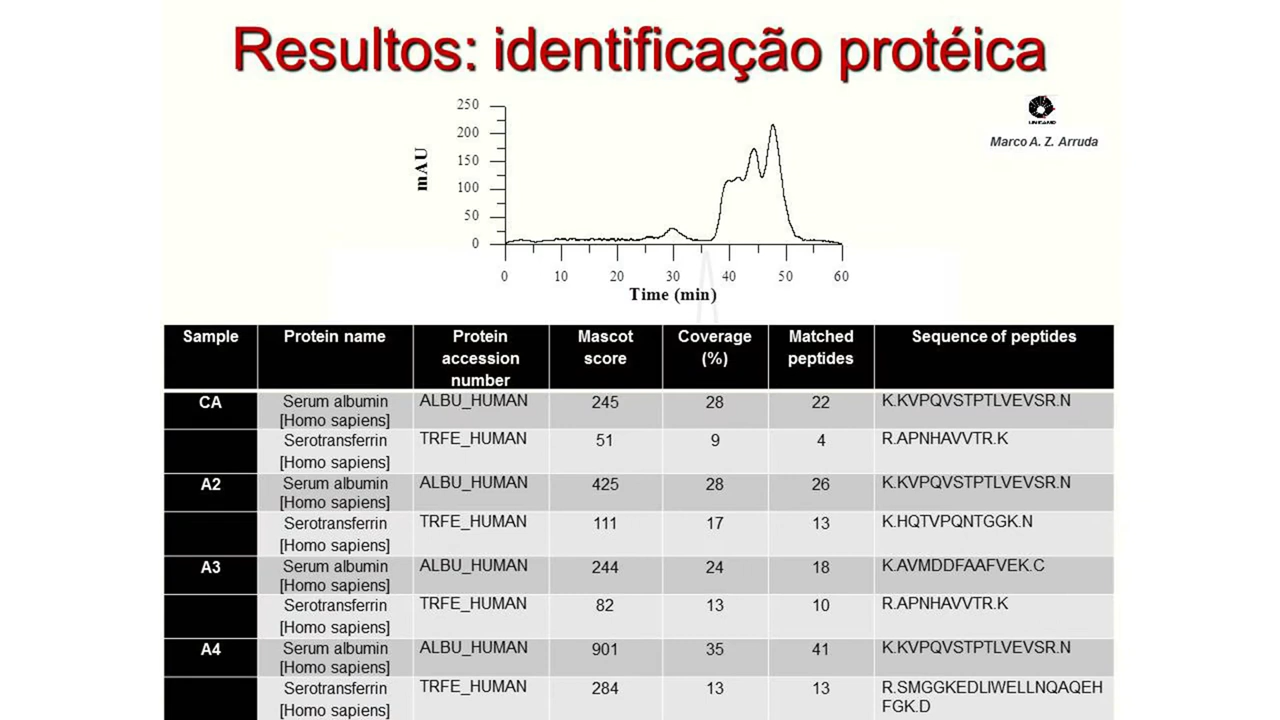 Resultos: identificação protéica
UNICAMP
Marco A. Z. Arruda
250
200
150
100
50
0
mAU
0 10 20 30 40 50 60
Time (min)
Sample Protein name Protein accession number Mascot score Coverage (%) Matched peptides Sequence of peptides
CA Serum albumin [Homo sapiens] ALBU_HUMAN 245 28 22 K.KVPQVSTPTLVEVSR.N
Serotransferrin [Homo sapiens] TRFE_HUMAN 51 9 4 R.APNHAVVTR.K
A2 Serum albumin [Homo sapiens] ALBU_HUMAN 425 28 26 K.KVPQVSTPTLVEVSR.N
Serotransferrin [Homo sapiens] TRFE_HUMAN 111 17 13 K.HQTVPQNTGGK.N
A3 Serum albumin [Homo sapiens] ALBU_HUMAN 244 24 18 K.AVMDDFAAFVEK.C
Serotransferrin [Homo sapiens] TRFE_HUMAN 82 13 10 R.APNHAVVTR.K
A4 Serum albumin [Homo sapiens] ALBU_HUMAN 901 35 41 K.KVPQVSTPTLVEVSR.N
Serotransferrin [Homo sapiens] TRFE_HUMAN 284 13 13 R.SMGGKEDLIWELLNQAQEH
FGK.D